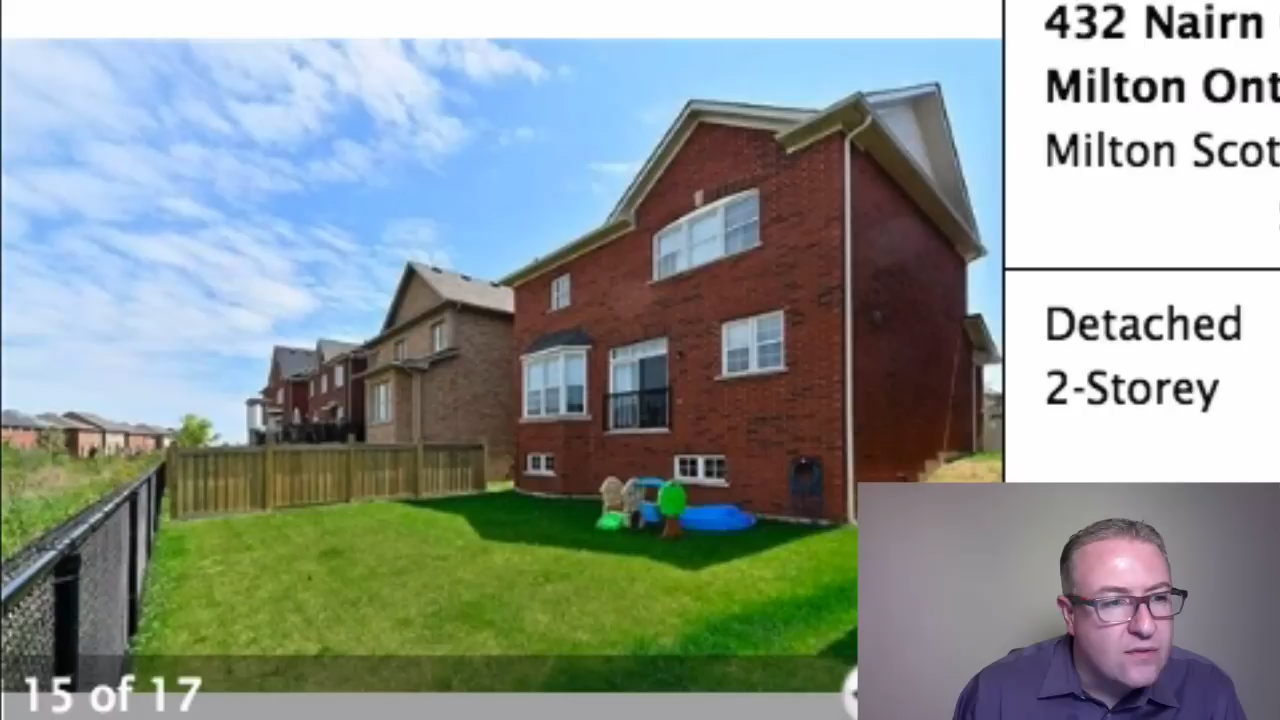 432 Nairn
Milton Ont
Milton Scot
Detached
2-Storey
15 of 17